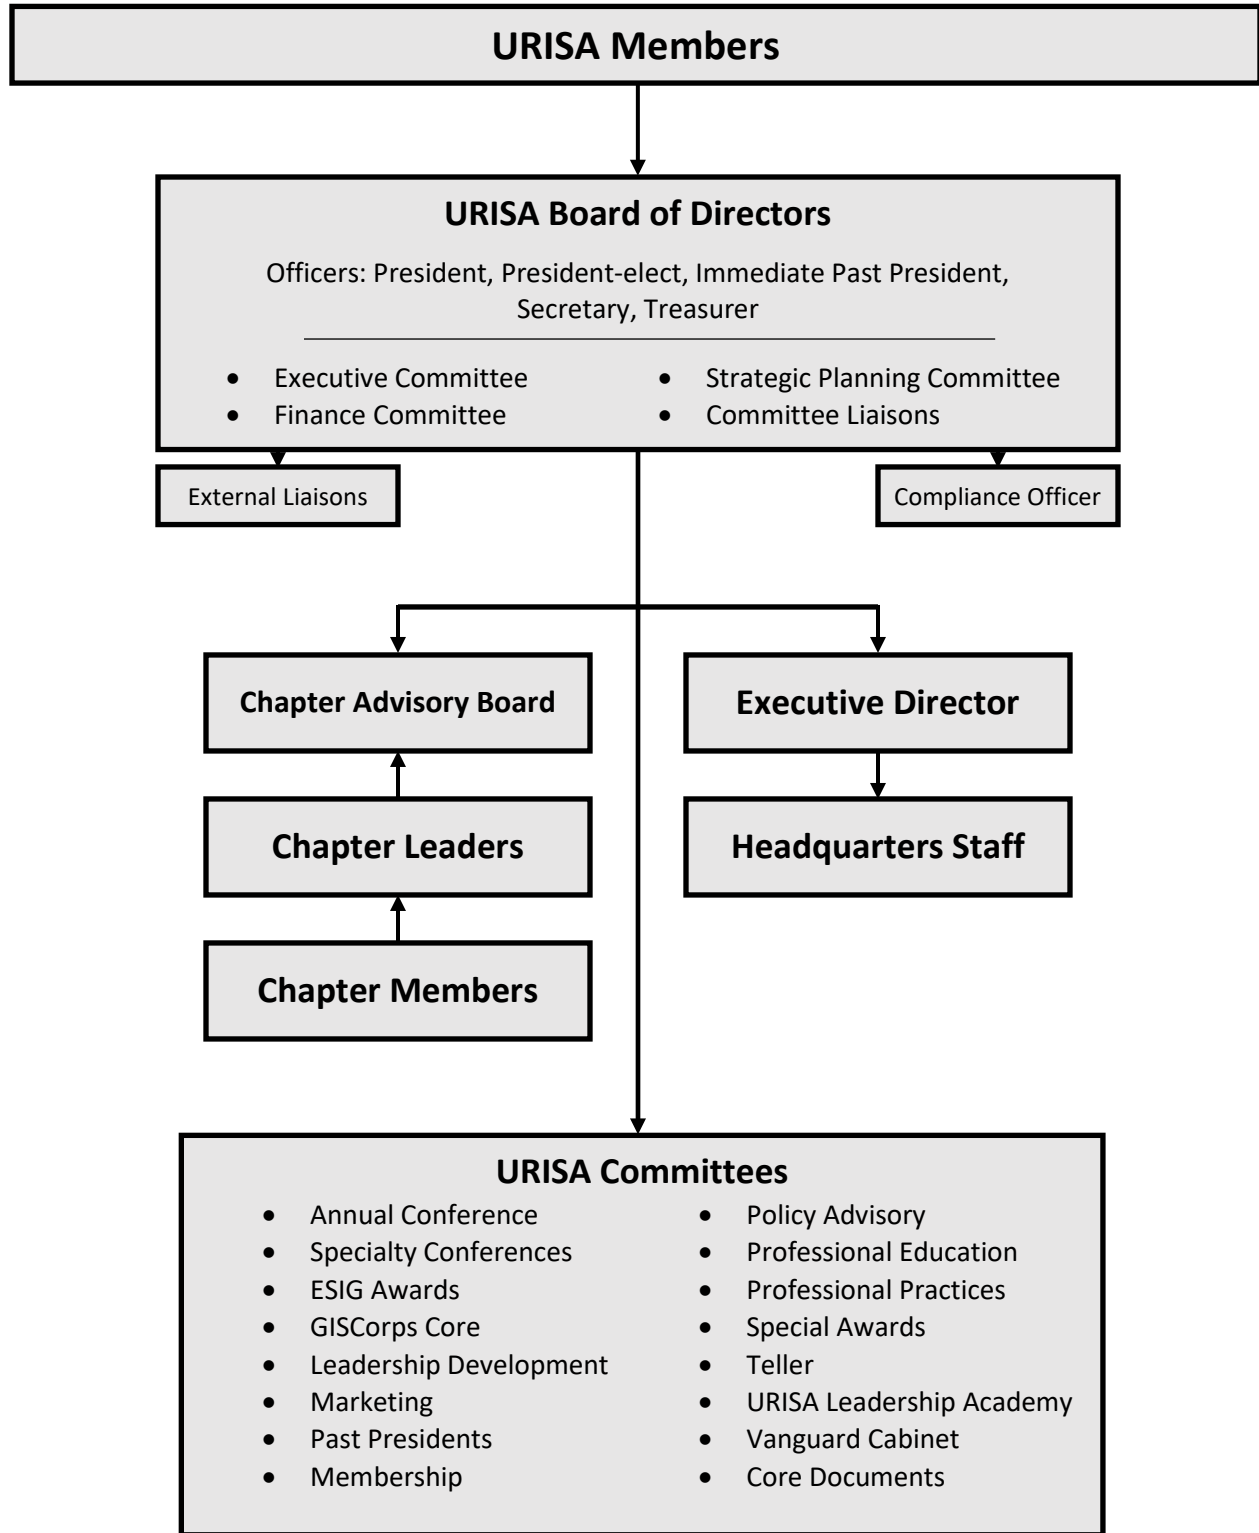 URISA Members
URISA Board of Directors
Officers: President, President-elect, Immediate Past President,
Secretary, Treasurer
• Executive Committee
• Finance Committee
• Strategic Planning Committee
• Committee Liaisons
External Liaisons
Compliance Officer
Chapter Advisory Board
Executive Director
Chapter Leaders
Headquarters Staff
Chapter Members
URISA Committees
• Annual Conference
• Specialty Conferences
• ESIG Awards
• GISCorps Core
• Leadership Development
• Marketing
• Past Presidents
• Membership
• Policy Advisory
• Professional Education
• Professional Practices
• Special Awards
• Teller
• URISA Leadership Academy
• Vanguard Cabinet
• Core Documents